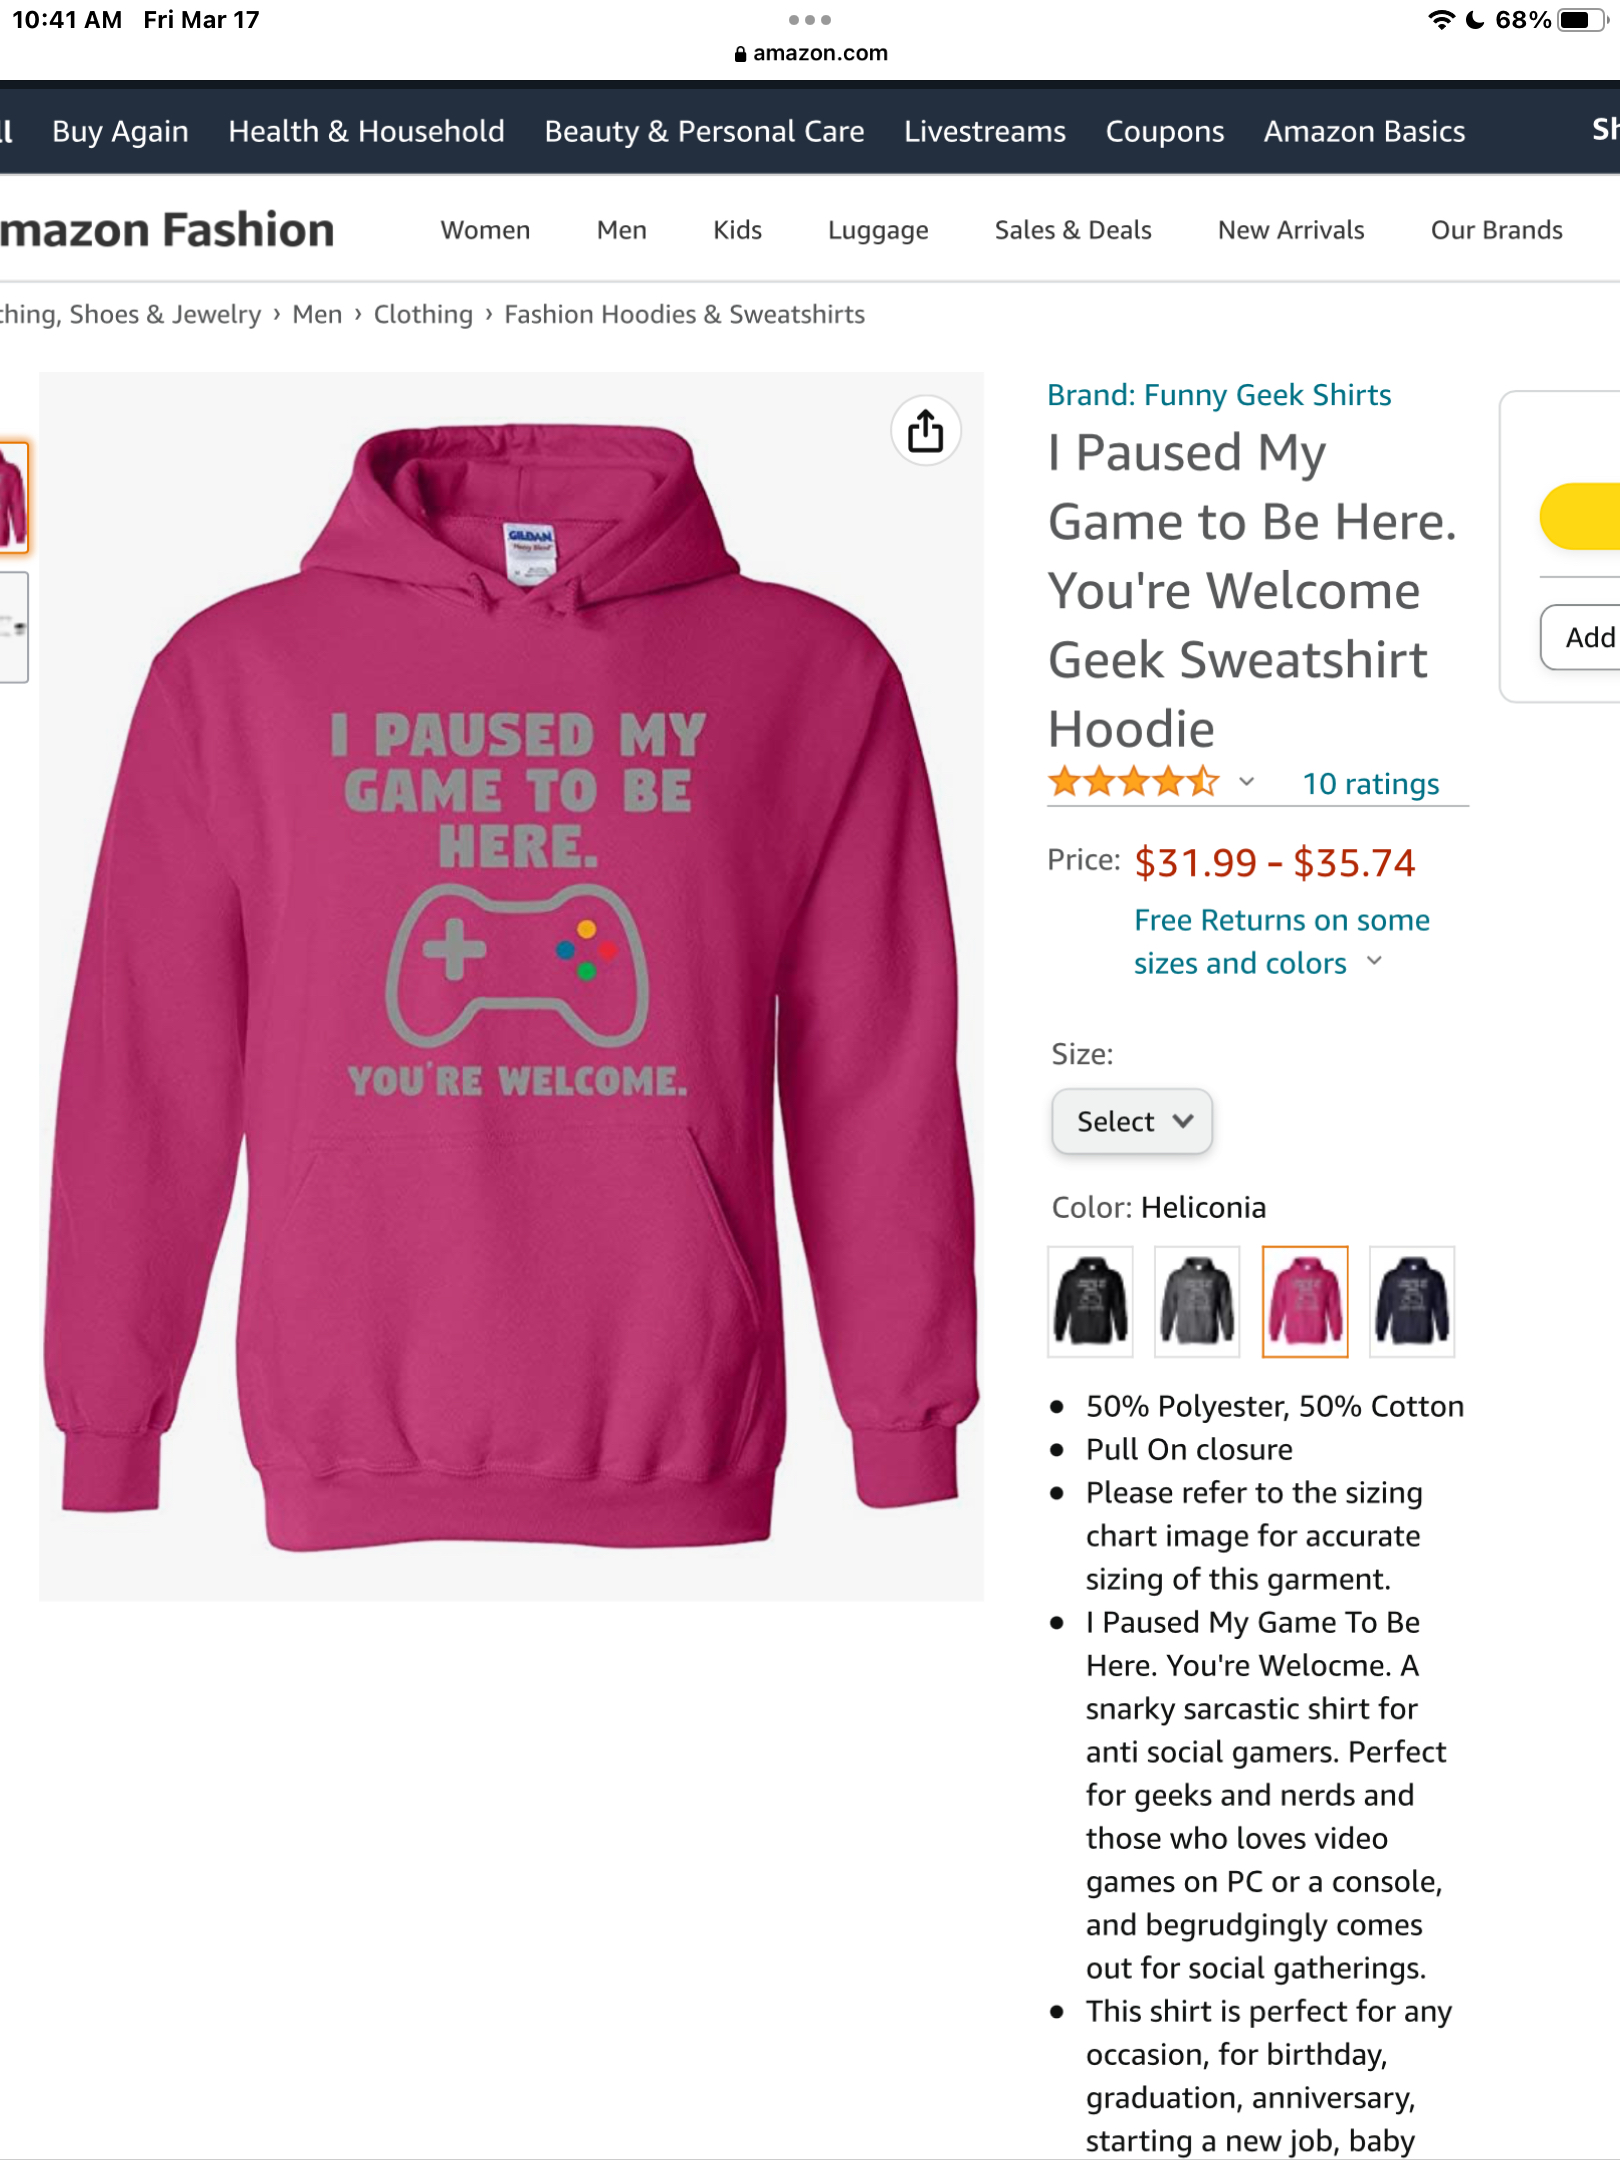 10:41 AM Fri Mar 17
68%
amazon.com
Buy Again Health & Household Beauty & Personal Care Livestreams Coupons Amazon Basics
mazon Fashion Women Men Kids Luggage Sales & Deals New Arrivals Our Brands
thing, Shoes & Jewelry › Men › Clothing › Fashion Hoodies & Sweatshirts
GILDAN
Heavy Blend
I PAUSED MY
GAME TO BE
HERE.
YOU'RE WELCOME.
Brand: Funny Geek Shirts
I Paused My
Game to Be Here.
You're Welcome
Geek Sweatshirt
Hoodie
10 ratings
Price: $31.99 - $35.74
Free Returns on some
sizes and colors
Size:
Select
Color: Heliconia
• 50% Polyester, 50% Cotton
• Pull On closure
• Please refer to the sizing
chart image for accurate
sizing of this garment.
• I Paused My Game To Be
Here. You're Welocme. A
snarky sarcastic shirt for
anti social gamers. Perfect
for geeks and nerds and
those who loves video
games on PC or a console,
and begrudgingly comes
out for social gatherings.
• This shirt is perfect for any
occasion, for birthday,
graduation, anniversary,
starting a new job, baby
Add